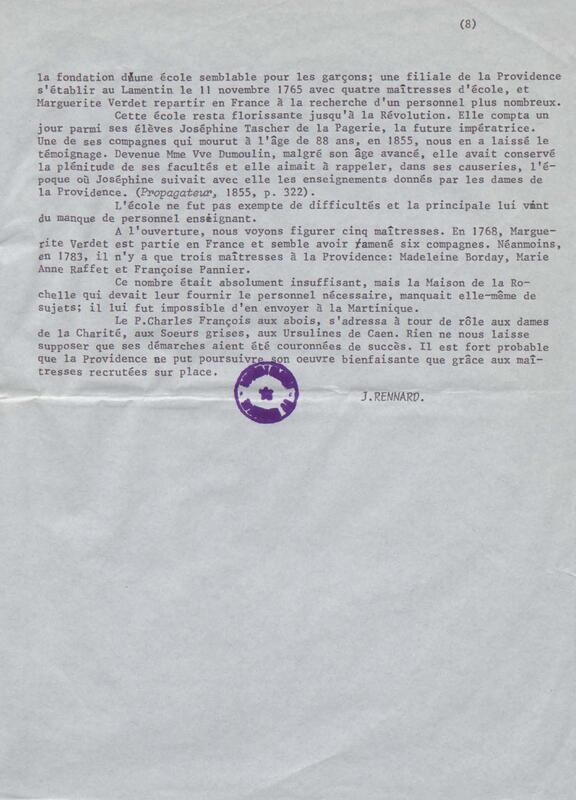 (8)
la fondation d'une école semblable pour les garçons; une filiale de la Providence
s'établir au Lamentin le 11 novembre 1765 avec quatre maîtresses d'école, et
Marguerite Verdet repartir en France à la recherche d'un personnel plus nombreux.
Cette école resta florissante jusqu'à la Révolution. Elle compta un
jour parmi ses élèves Joséphine Tascher de la Pagerie, la future impératrice.
Une de ses compagnes qui mourut à l'âge de 88 ans, en 1855, nous en a laissé le
témoignage. Devenue Mme Vve Dumoulin, malgré son âge avancé, elle avait conservé
la plénitude de ses facultés et elle aimait à rappeler, dans ses causeries, l'é-
poque où Joséphine suivait avec elle les enseignements donnés par les dames de
la Providence. (Propagateur, 1855, p. 322).
L'école ne fut pas exempte de difficultés et la principale lui vint
du manque de personnel enseignant.
A l'ouverture, nous voyons figurer cinq maîtresses. En 1768, Margue-
rite Verdet est partie en France et semble avoir ramené six compagnes. Néanmoins,
en 1783, il n'y a que trois maîtresses à la Providence: Madeleine Borday, Marie
Anne Raffet et Françoise Pannier.
Ce nombre était absolument insuffisant, mais la Maison de la Ro-
chelle qui devait leur fournir le personnel nécessaire, manquait elle-même de
sujets; il lui fut impossible d'en envoyer à la Martinique.
Le P.Charles François aux abois, s'adressa à tour de rôle aux dames
de la Charité, aux Soeurs grises, aux Ursulines de Caen. Rien ne nous laisse
supposer que ses démarches aient été couronnées de succès. Il est fort probable
que la Providence ne put poursuivre son oeuvre bienfaisante que grâce aux maî-
tresses recrutées sur place.
J.RENNARD.